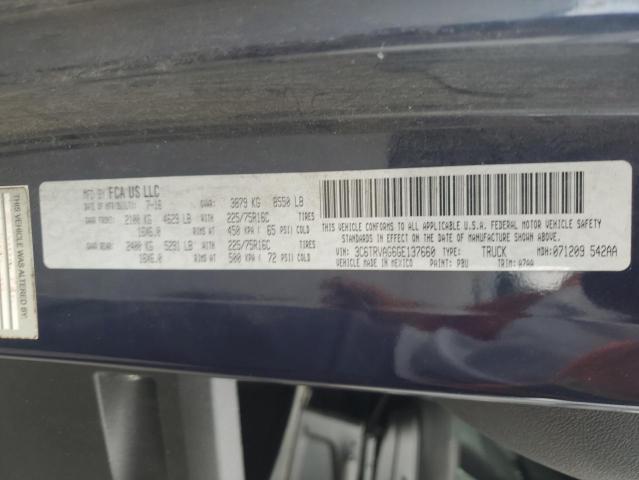 MFD BY FCA US LLC
DATE OF MFR 7-16 GVWR: 3879 KG 8550 LB
GAWR FRONT: 2100 KG 4629 LB WITH 225/75R16C TIRES
16X6.0 RIMS AT 450 KPA ( 65 PSI) COLD
GAWR REAR: 2400 KG 5291 LB WITH 225/75R16C TIRES
16X6.0 RIMS AT 500 KPA ( 72 PSI) COLD
THIS VEHICLE CONFORMS TO ALL APPLICABLE U.S.A. FEDERAL MOTOR VEHICLE SAFETY
STANDARDS IN EFFECT ON THE DATE OF MANUFACTURE SHOWN ABOVE.
VIN: 3C6TRVAG6GE137660 TYPE: TRUCK MDH: 071209 542AA
VEHICLE MADE IN MEXICO PAINT: PBU TRIM: A7AA
THIS VEHICLE WAS ALTERED BY: